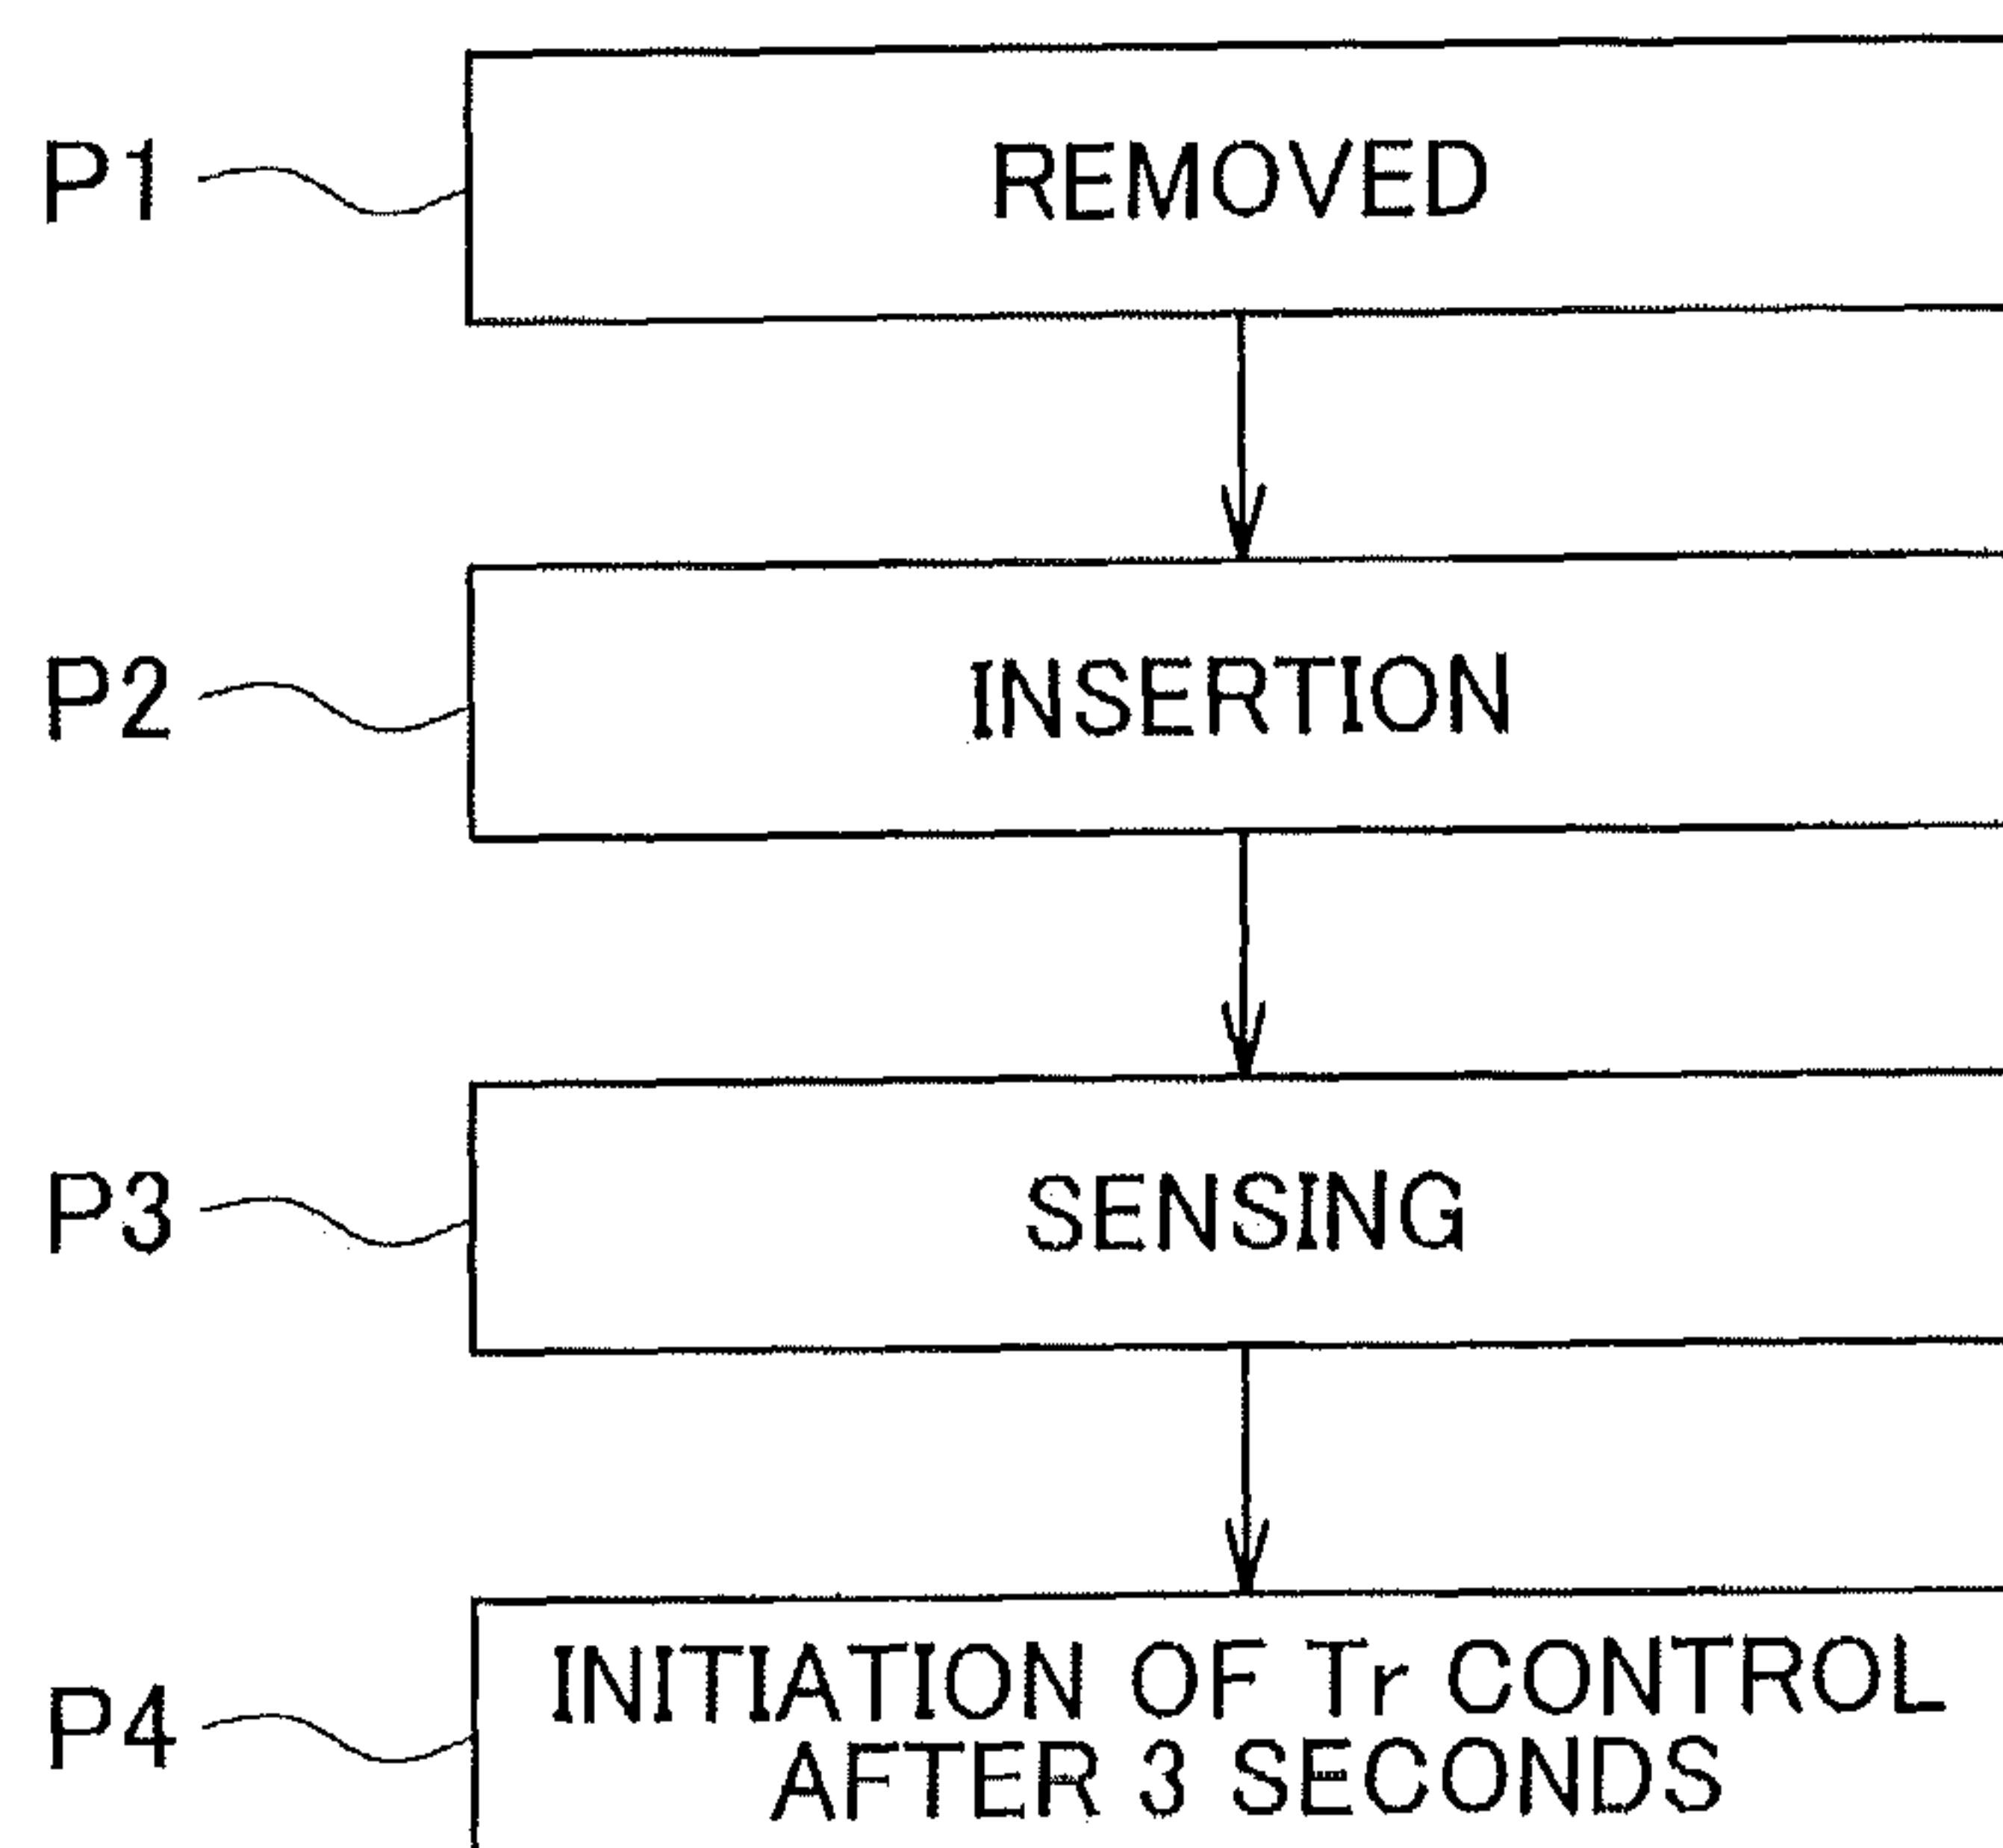 P1 REMOVED
P2 INSERTION
P3 SENSING
P4 INITIATION OF Tr CONTROL
AFTER 3 SECONDS